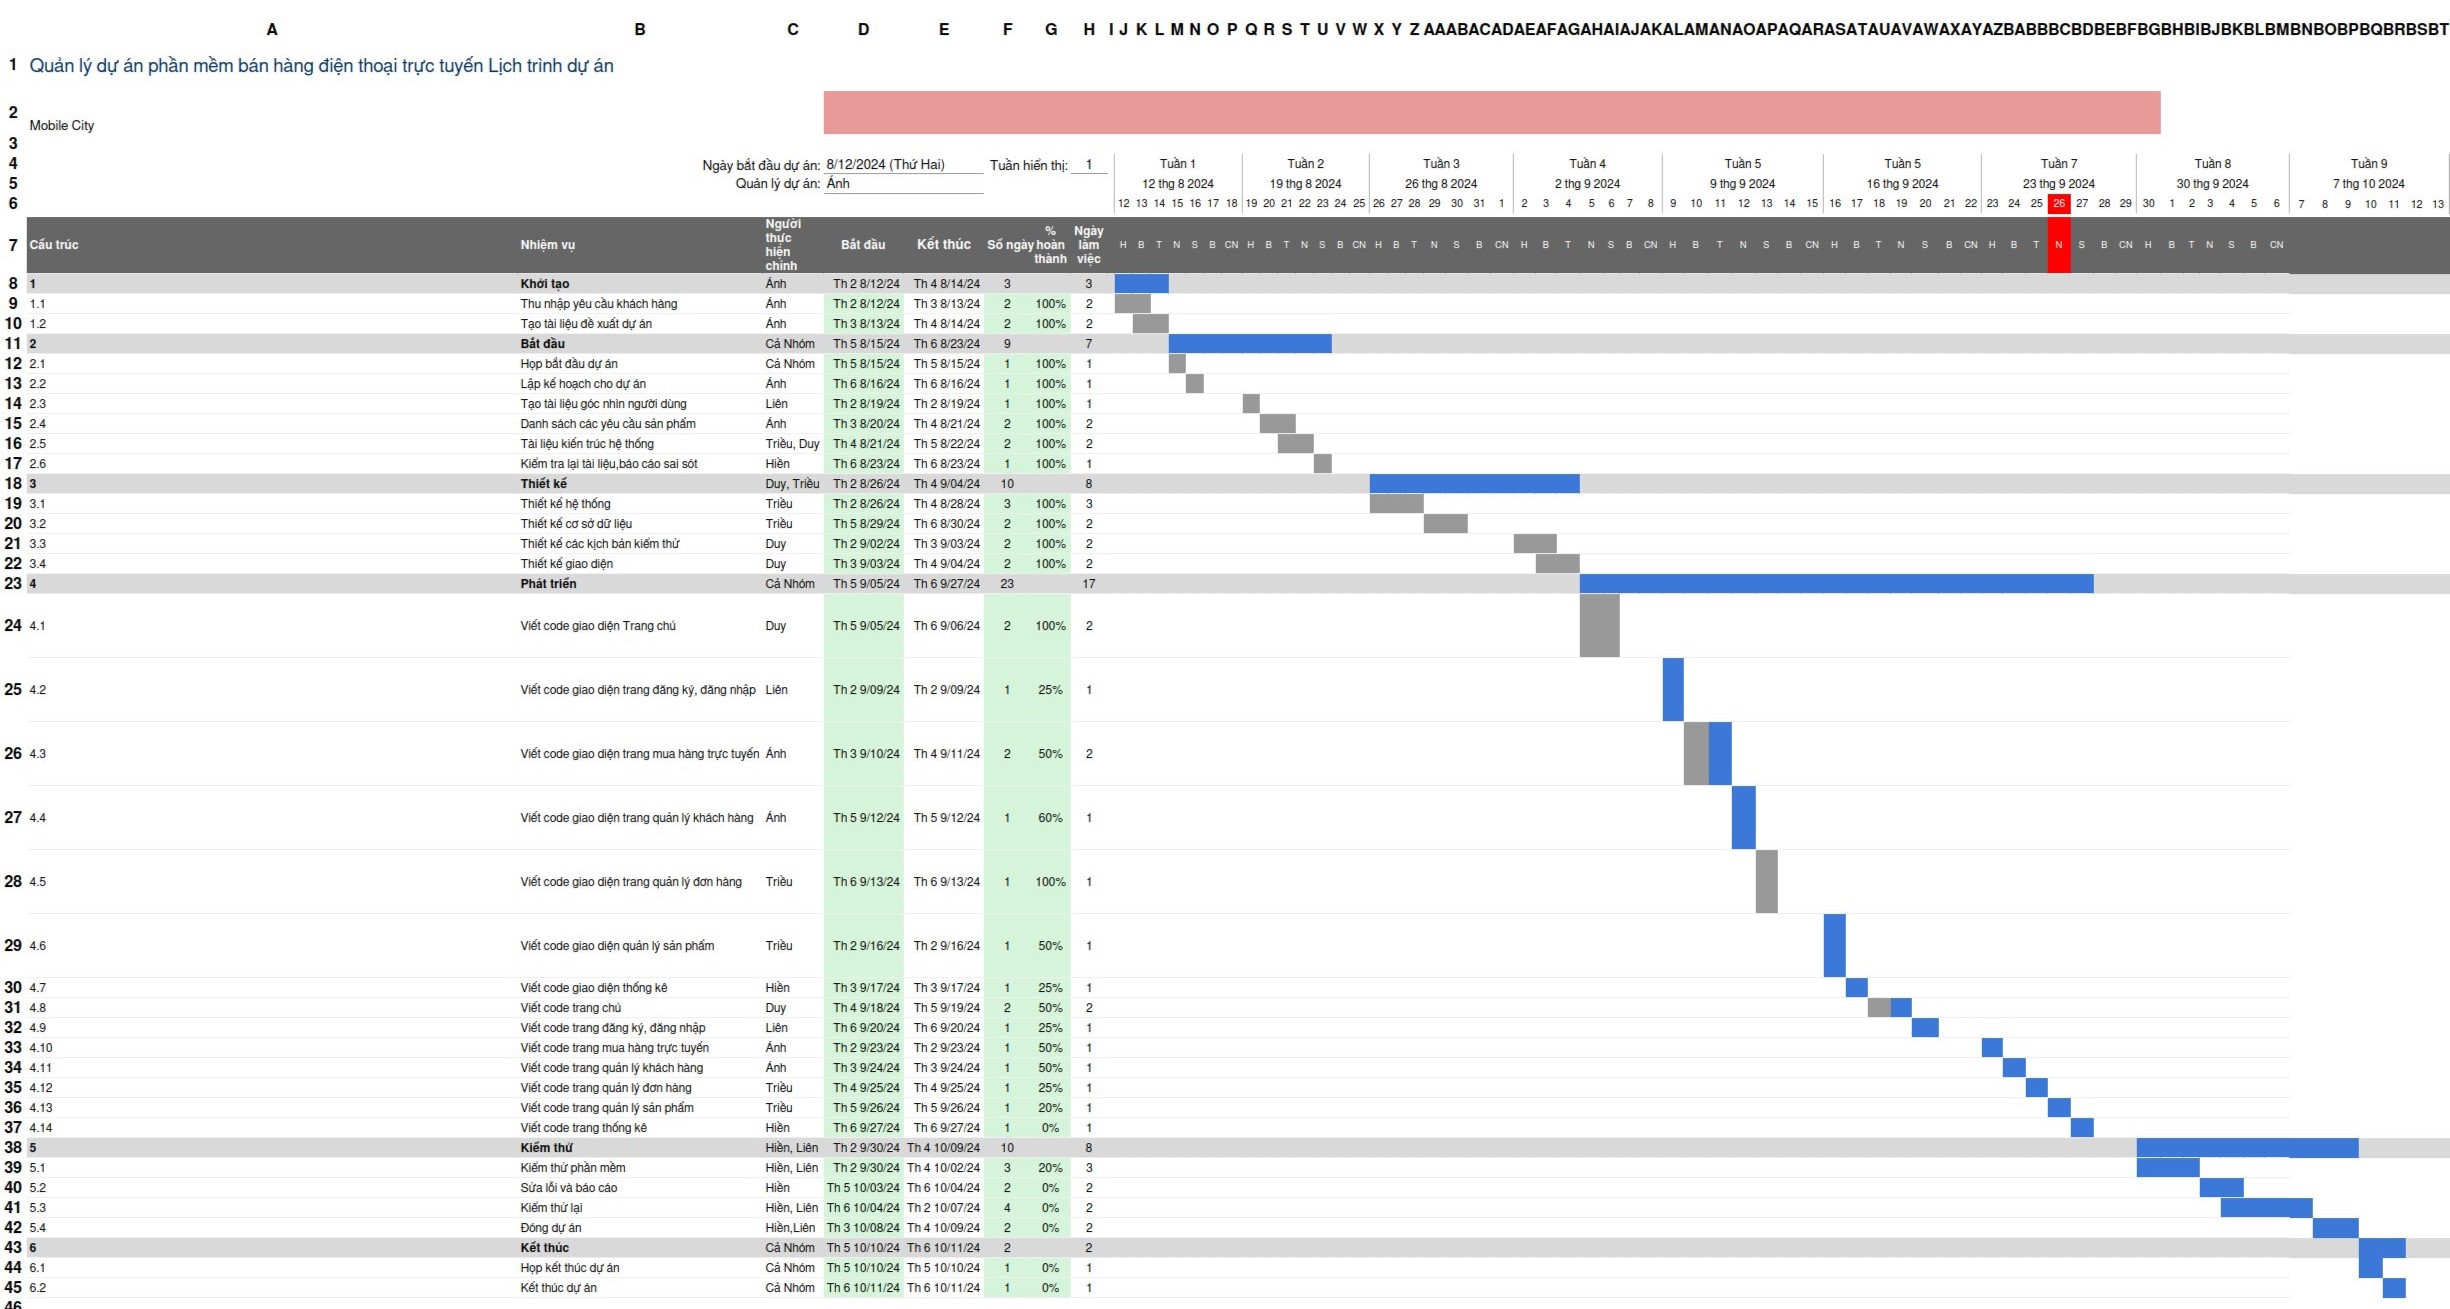 A B C D E F G H I J K L M N O P Q R S T U V W X Y Z AAABACADAEAFAGAHAIAJAKALAMANAOAPAQARASATAUAVAWAXAYAZBABBBCBDBEBFBGBHBIBJBKBLBMBNBOBPBQBRBSBT
1 Quản lý dự án phần mềm bán hàng điện thoại trực tuyến Lịch trình dự án
2 Mobile City
3
4 Ngày bắt đầu dự án: 8/12/2024 (Thứ Hai) Tuần hiển thị: 1 Tuần 1 Tuần 2 Tuần 3 Tuần 4 Tuần 5 Tuần 5 Tuần 7 Tuần 8 Tuần 9
5 Quản lý dự án: Ánh 12 thg 8 2024 19 thg 8 2024 26 thg 8 2024 2 thg 9 2024 9 thg 9 2024 16 thg 9 2024 23 thg 9 2024 30 thg 9 2024 7 thg 10 2024
6 12 13 14 15 16 17 18 19 20 21 22 23 24 25 26 27 28 29 30 31 1 2 3 4 5 6 7 8 9 10 11 12 13 14 15 16 17 18 19 20 21 22 23 24 25 26 27 28 29 30 1 2 3 4 5 6 7 8 9 10 11 12 13
7 Cấu trúc Nhiệm vụ Người thực hiện chính Bắt đầu Kết thúc Số ngày % hoàn thành Ngày làm việc H B T N S B CN H B T N S B CN H B T N S B CN H B T N S B CN H B T N S B CN H B T N S B CN H B T N S B CN H B T N S B CN
8 1 Khởi tạo Ánh Th 2 8/12/24 Th 4 8/14/24 3 3
9 1.1 Thu nhập yêu cầu khách hàng Ánh Th 2 8/12/24 Th 3 8/13/24 2 100% 2
10 1.2 Tạo tài liệu đề xuất dự án Ánh Th 3 8/13/24 Th 4 8/14/24 2 100% 2
11 2 Bắt đầu Cả Nhóm Th 5 8/15/24 Th 6 8/23/24 9 7
12 2.1 Họp bắt đầu dự án Cả Nhóm Th 5 8/15/24 Th 5 8/15/24 1 100% 1
13 2.2 Lập kế hoạch cho dự án Ánh Th 6 8/16/24 Th 6 8/16/24 1 100% 1
14 2.3 Tạo tài liệu góc nhìn người dùng Liên Th 2 8/19/24 Th 2 8/19/24 1 100% 1
15 2.4 Danh sách các yêu cầu sản phẩm Ánh Th 3 8/20/24 Th 4 8/21/24 2 100% 2
16 2.5 Tài liệu kiến trúc hệ thống Triều, Duy Th 4 8/21/24 Th 5 8/22/24 2 100% 2
17 2.6 Kiểm tra lại tài liệu,báo cáo sai sót Hiền Th 6 8/23/24 Th 6 8/23/24 1 100% 1
18 3 Thiết kế Duy, Triều Th 2 8/26/24 Th 4 9/04/24 10 8
19 3.1 Thiết kế hệ thống Triều Th 2 8/26/24 Th 4 8/28/24 3 100% 3
20 3.2 Thiết kế cơ sở dữ liệu Triều Th 5 8/29/24 Th 6 8/30/24 2 100% 2
21 3.3 Thiết kế các kịch bản kiểm thử Duy Th 2 9/02/24 Th 3 9/03/24 2 100% 2
22 3.4 Thiết kế giao diện Duy Th 3 9/03/24 Th 4 9/04/24 2 100% 2
23 4 Phát triển Cả Nhóm Th 5 9/05/24 Th 6 9/27/24 23 17
24 4.1 Viết code giao diện Trang chủ Duy Th 5 9/05/24 Th 6 9/06/24 2 100% 2
25 4.2 Viết code giao diện trang đăng ký, đăng nhập Liên Th 2 9/09/24 Th 2 9/09/24 1 25% 1
26 4.3 Viết code giao diện trang mua hàng trực tuyến Ánh Th 3 9/10/24 Th 4 9/11/24 2 50% 2
27 4.4 Viết code giao diện trang quản lý khách hàng Ánh Th 5 9/12/24 Th 5 9/12/24 1 60% 1
28 4.5 Viết code giao diện trang quản lý đơn hàng Triều Th 6 9/13/24 Th 6 9/13/24 1 100% 1
29 4.6 Viết code giao diện quản lý sản phẩm Triều Th 2 9/16/24 Th 2 9/16/24 1 50% 1
30 4.7 Viết code giao diện thống kê Hiền Th 3 9/17/24 Th 3 9/17/24 1 25% 1
31 4.8 Viết code trang chủ Duy Th 4 9/18/24 Th 5 9/19/24 2 50% 2
32 4.9 Viết code trang đăng ký, đăng nhập Liên Th 6 9/20/24 Th 6 9/20/24 1 25% 1
33 4.10 Viết code trang mua hàng trực tuyến Ánh Th 2 9/23/24 Th 2 9/23/24 1 50% 1
34 4.11 Viết code trang quản lý khách hàng Ánh Th 3 9/24/24 Th 3 9/24/24 1 50% 1
35 4.12 Viết code trang quản lý đơn hàng Triều Th 4 9/25/24 Th 4 9/25/24 1 25% 1
36 4.13 Viết code trang quản lý sản phẩm Triều Th 5 9/26/24 Th 5 9/26/24 1 20% 1
37 4.14 Viết code trang thống kê Hiền Th 6 9/27/24 Th 6 9/27/24 1 0% 1
38 5 Kiểm thử Hiền, Liên Th 2 9/30/24 Th 4 10/09/24 10 8
39 5.1 Kiểm thử phần mềm Hiền, Liên Th 2 9/30/24 Th 4 10/02/24 3 20% 3
40 5.2 Sửa lỗi và báo cáo Hiền Th 5 10/03/24 Th 6 10/04/24 2 0% 2
41 5.3 Kiểm thử lại Hiền, Liên Th 6 10/04/24 Th 2 10/07/24 4 0% 2
42 5.4 Đóng dự án Hiền,Liên Th 3 10/08/24 Th 4 10/09/24 2 0% 2
43 6 Kết thúc Cả Nhóm Th 5 10/10/24 Th 6 10/11/24 2 2
44 6.1 Họp kết thúc dự án Cả Nhóm Th 5 10/10/24 Th 5 10/10/24 1 0% 1
45 6.2 Kết thúc dự án Cả Nhóm Th 6 10/11/24 Th 6 10/11/24 1 0% 1
46